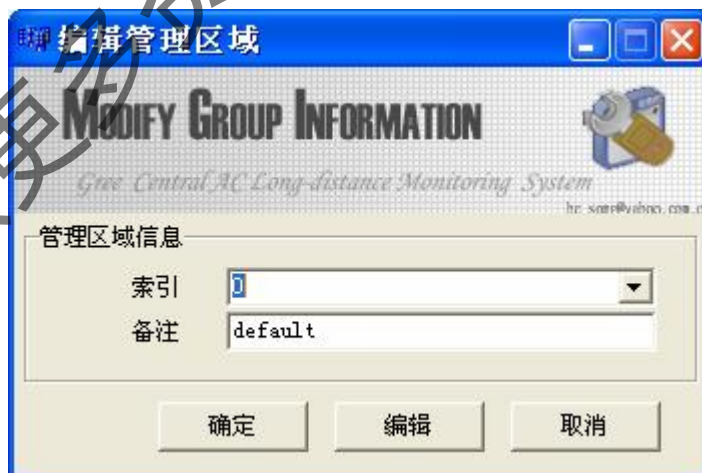 编辑管理区域
MODIFY GROUP INFORMATION
Gree Central AC Long-distance Monitoring System
管理区域信息
索引 0
备注 default
确定 编辑 取消